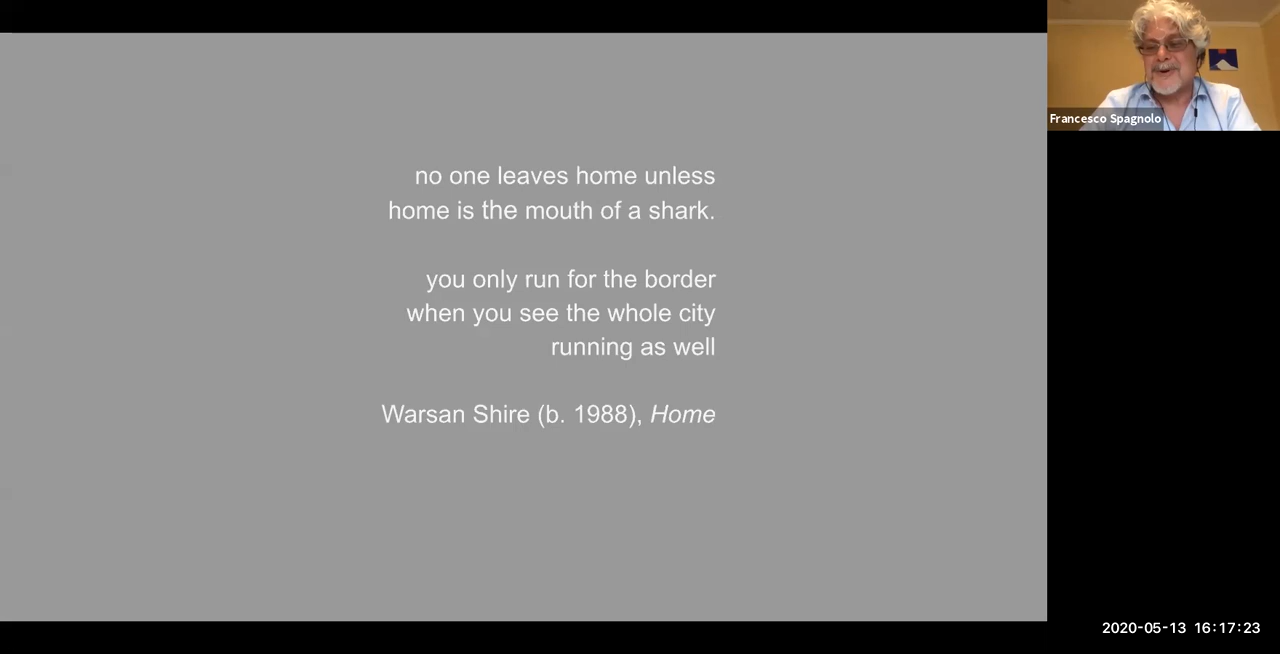 no one leaves home unless
home is the mouth of a shark.
you only run for the border
when you see the whole city
running as well
Warsan Shire (b. 1988), Home
Francesco Spagnolo
2020-05-13 16:17:23